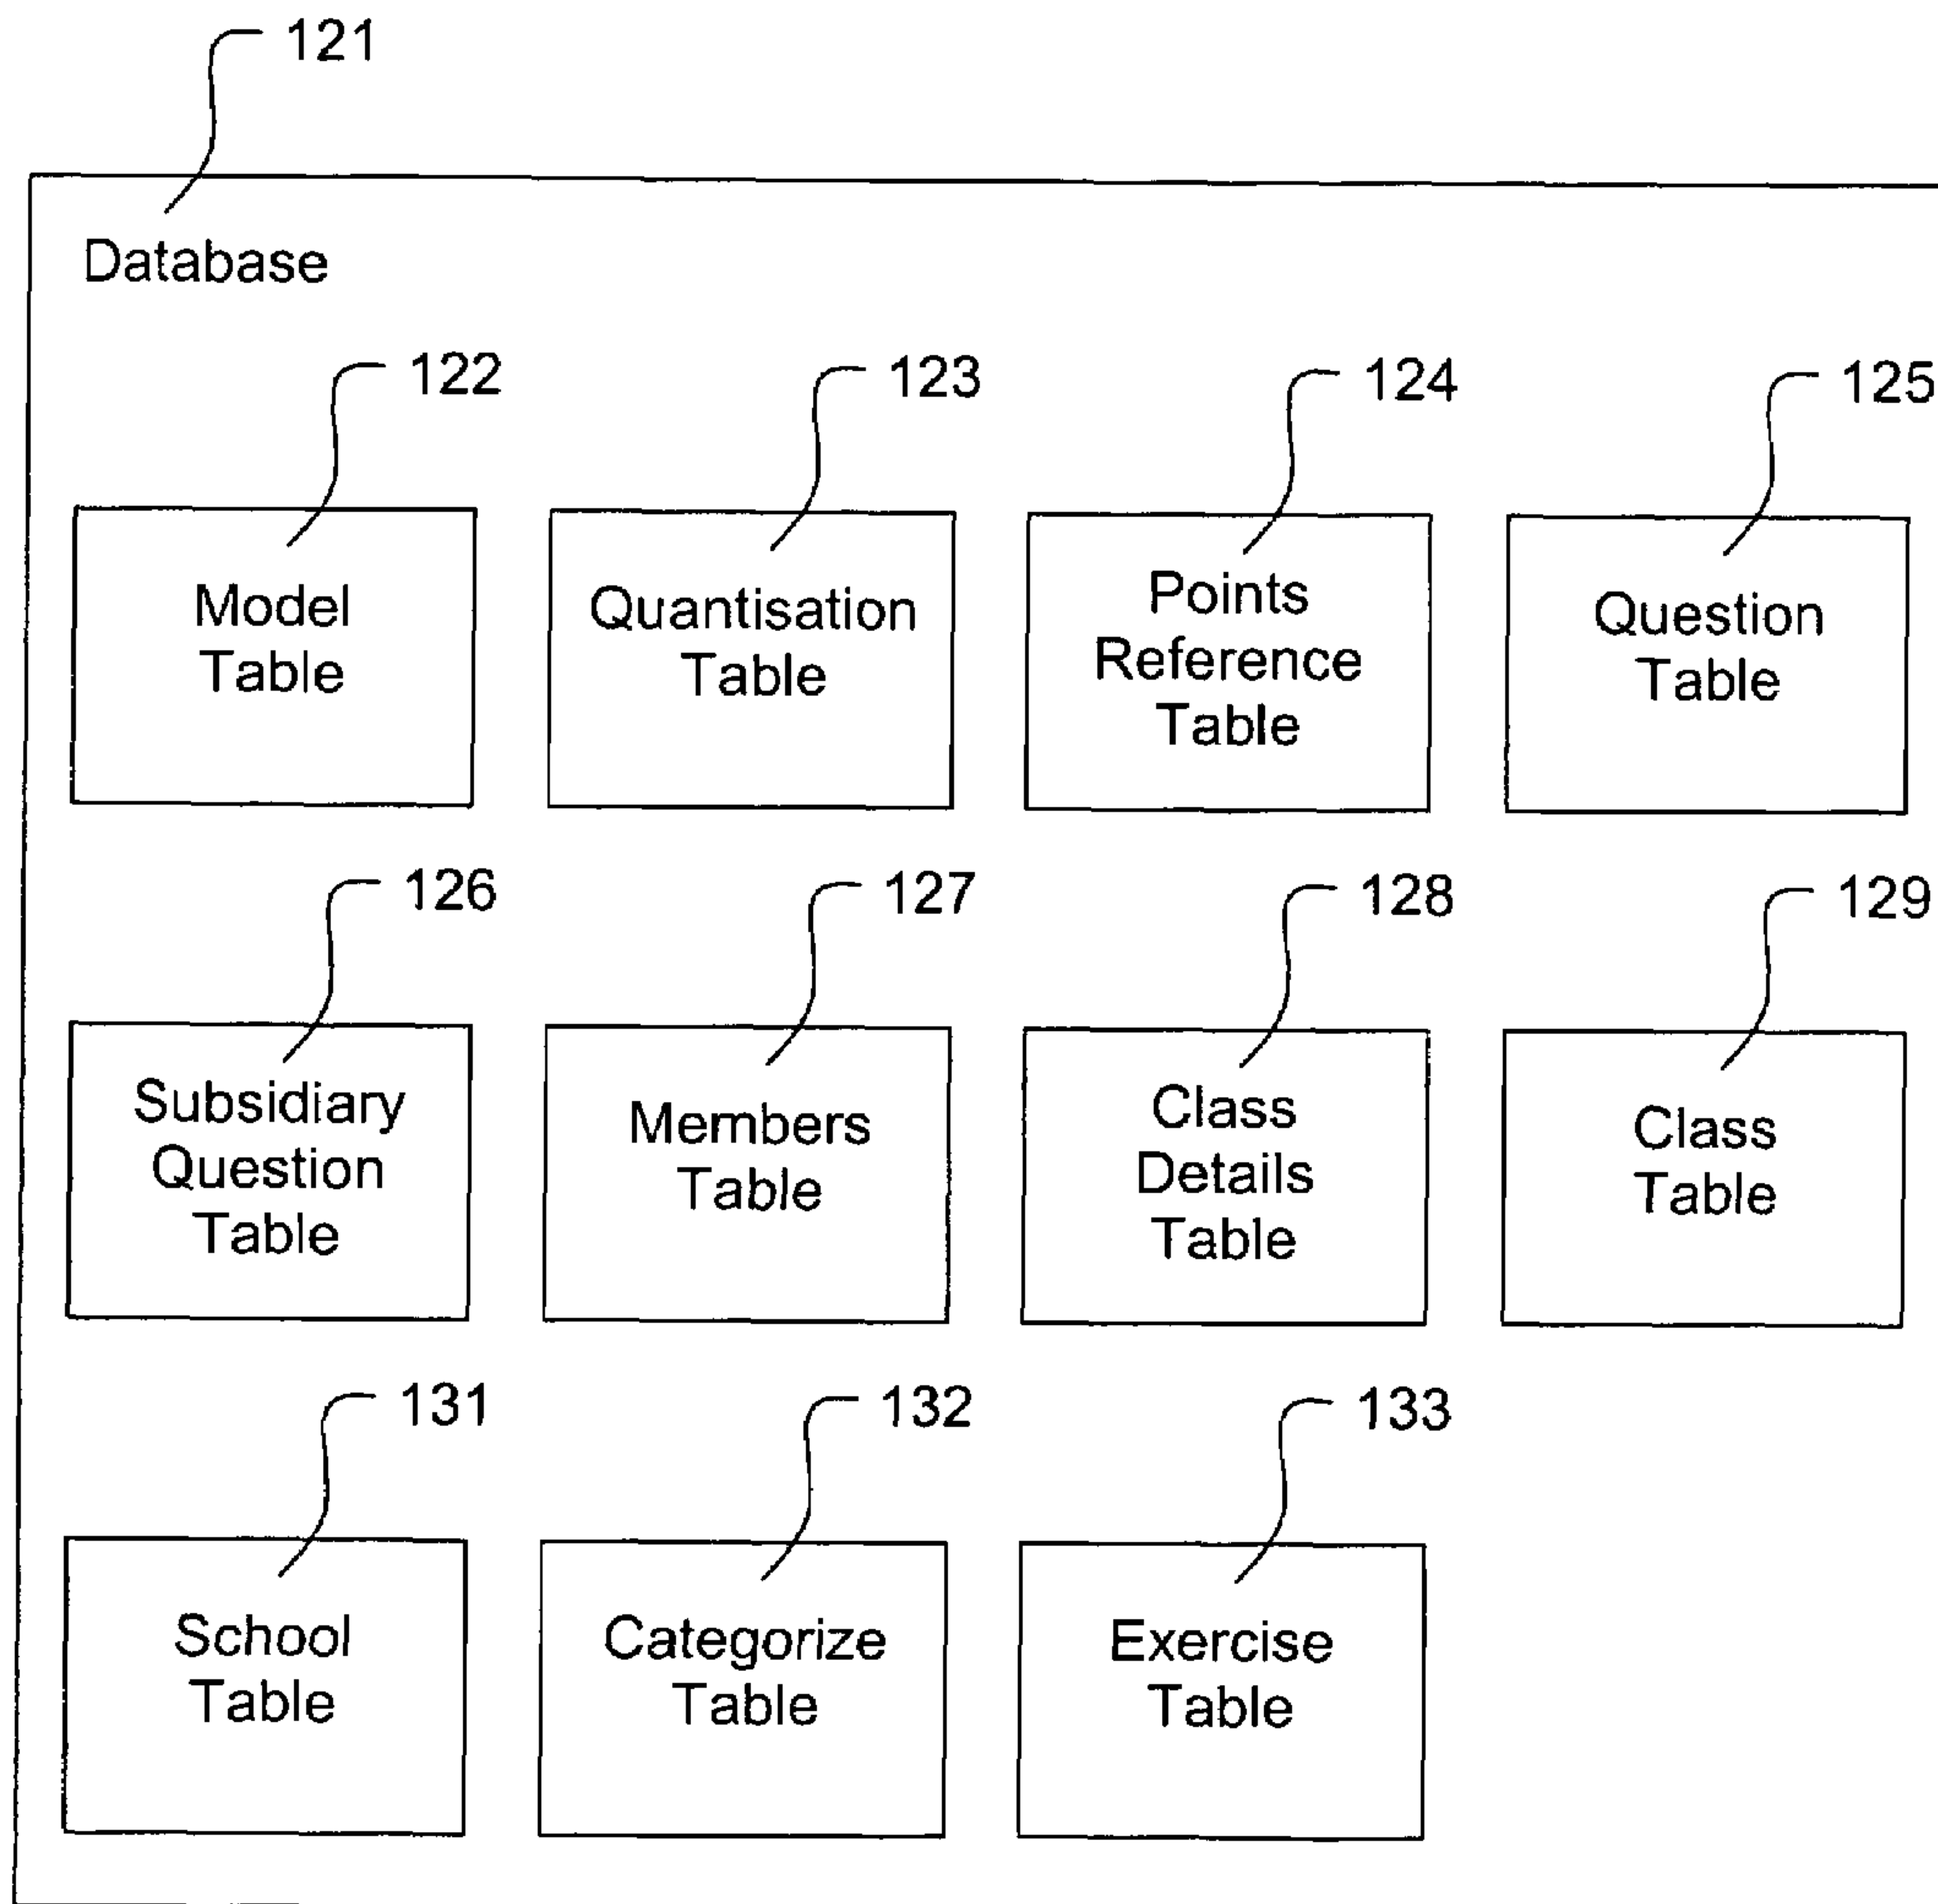 121
Database
122
123
124
125
Model
Table
Quantisation
Table
Points
Reference
Table
Question
Table
126
127
128
129
Subsidiary
Question
Table
Members
Table
Class
Details
Table
Class
Table
131
132
133
School
Table
Categorize
Table
Exercise
Table